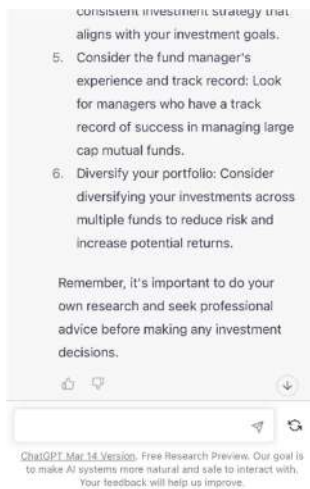 consistent investment strategy that
aligns with your investment goals.
5. Consider the fund manager's
experience and track record: Look
for managers who have a track
record of success in managing large
cap mutual funds.
6. Diversify your portfolio: Consider
diversifying your investments across
multiple funds to reduce risk and
increase potential returns.
Remember, it's important to do your
own research and seek professional
advice before making any investment
decisions.
ChatGPT Mar 14 Version. Free Research Preview. Our goal is
to make AI systems more natural and safe to interact with.
Your feedback will help us improve.